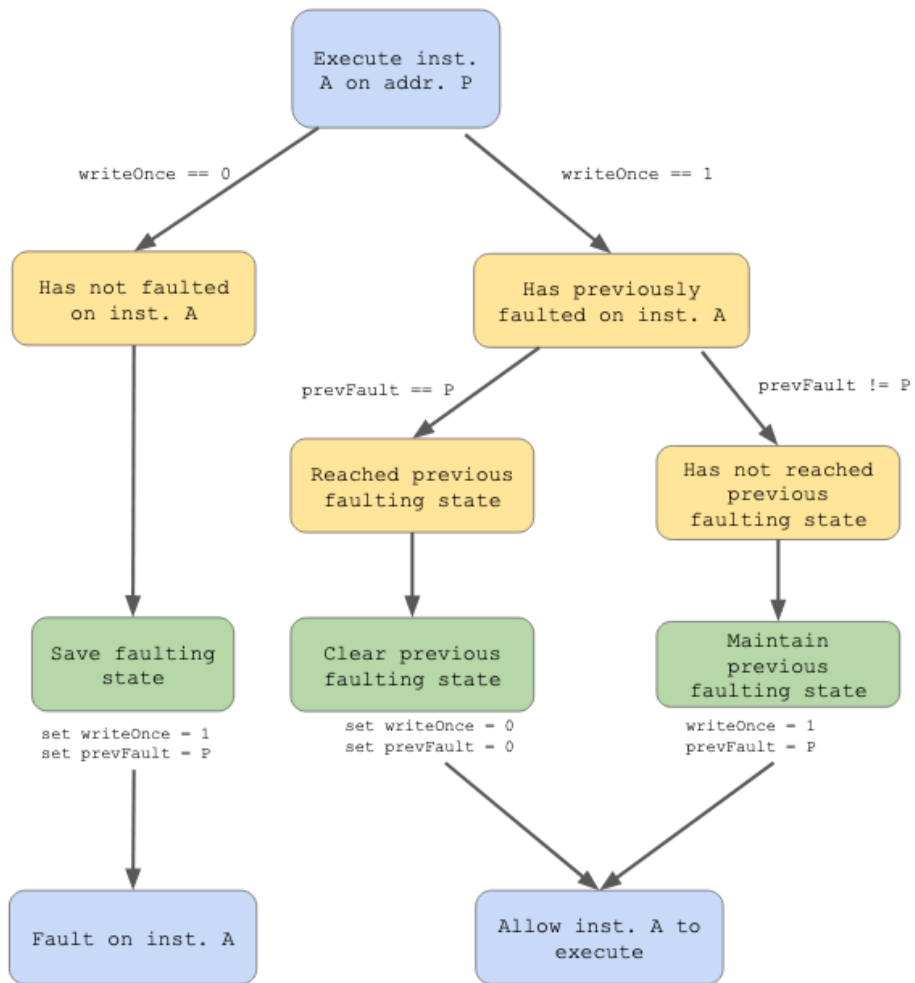 Execute inst.
A on addr. P
writeOnce == 0
writeOnce == 1
Has not faulted
on inst. A
Has previously
faulted on inst. A
prevFault == P
prevFault != P
Reached previous
faulting state
Has not reached
previous
faulting state
Save faulting
state
Clear previous
faulting state
Maintain
previous
faulting state
set writeOnce = 1
set prevFault = P
set writeOnce = 0
set prevFault = 0
writeOnce = 1
prevFault = P
Fault on inst. A
Allow inst. A to
execute